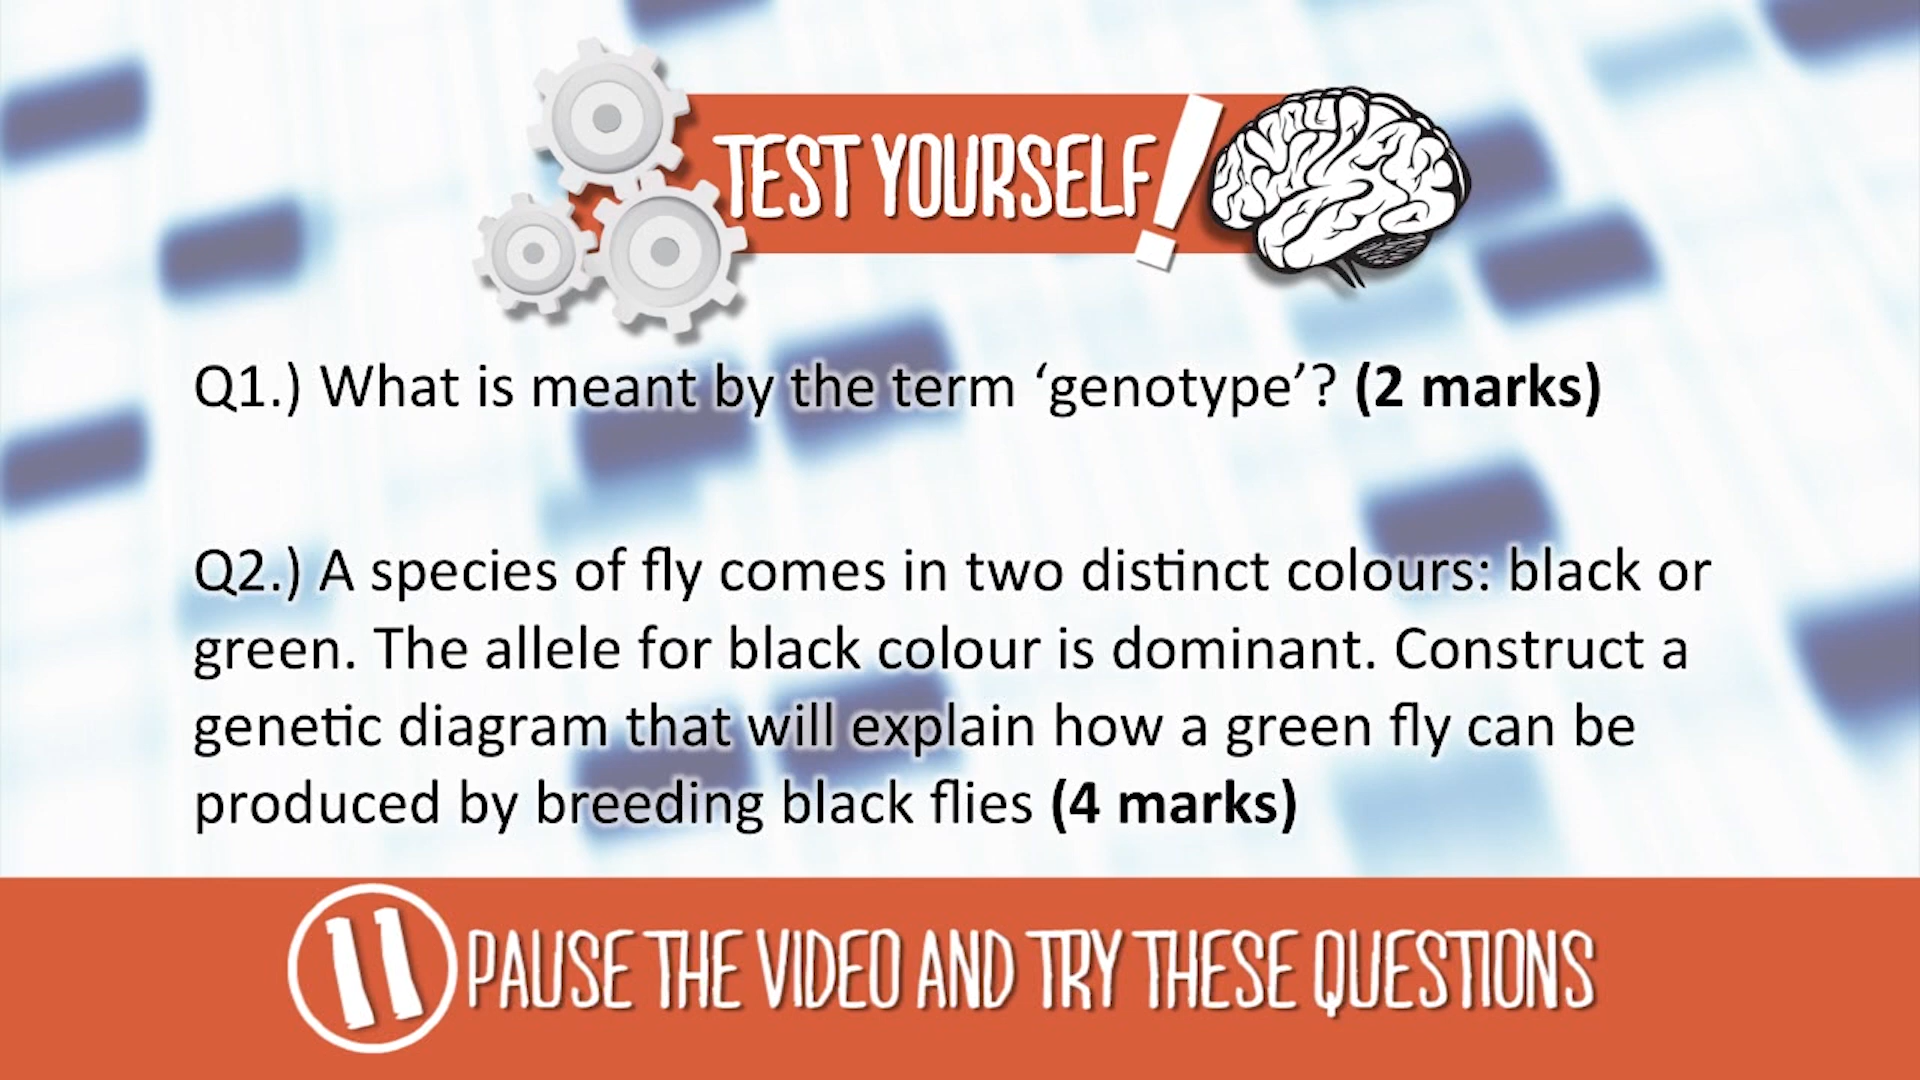 TEST YOURSELF!
Q1.) What is meant by the term ‘genotype’? (2 marks)
Q2.) A species of fly comes in two distinct colours: black or
green. The allele for black colour is dominant. Construct a
genetic diagram that will explain how a green fly can be
produced by breeding black flies (4 marks)
PAUSE THE VIDEO AND TRY THESE QUESTIONS